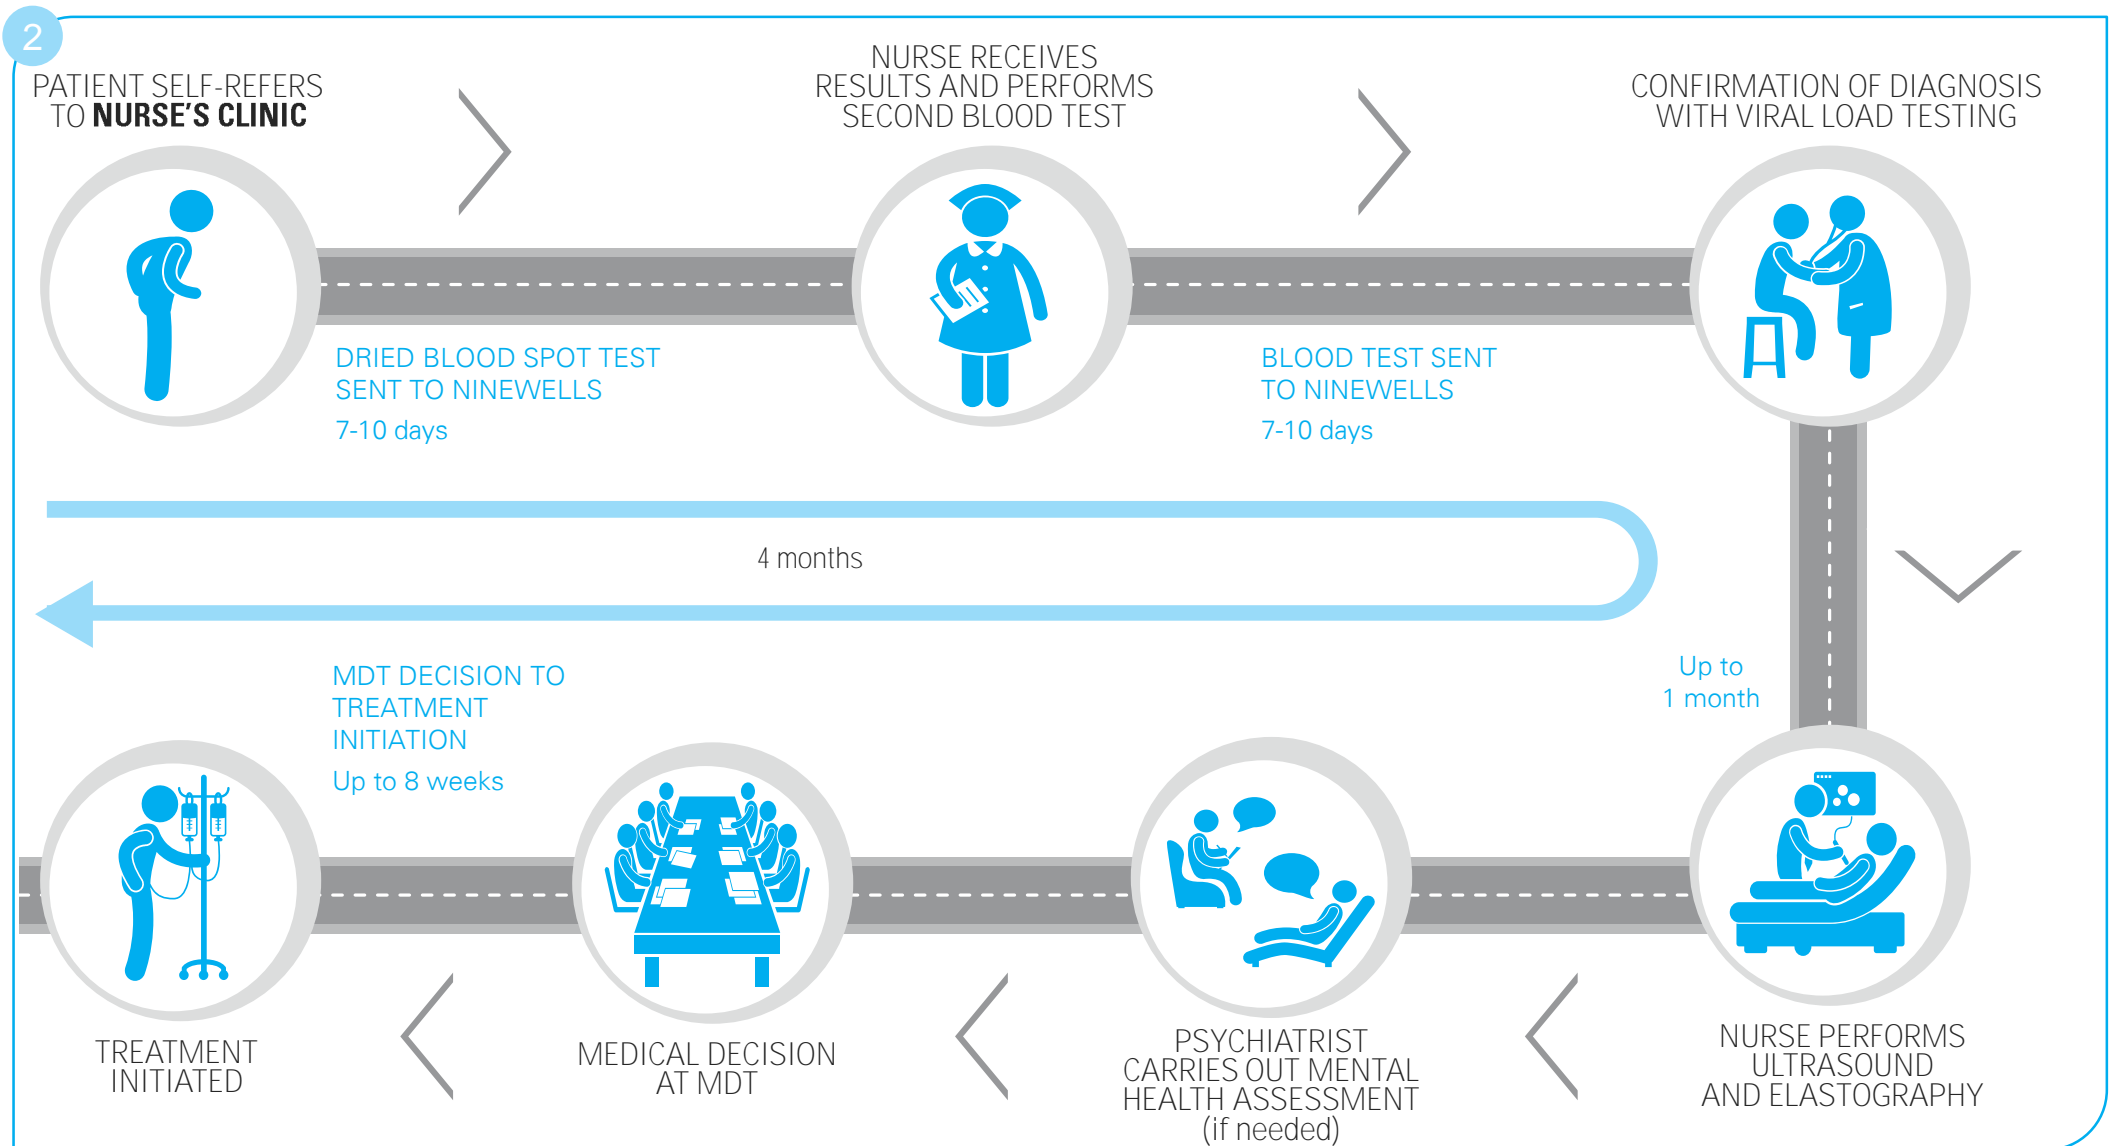 2
PATIENT SELF-REFERS
TO NURSE'S CLINIC
NURSE RECEIVES
RESULTS AND PERFORMS
SECOND BLOOD TEST
CONFIRMATION OF DIAGNOSIS
WITH VIRAL LOAD TESTING
DRIED BLOOD SPOT TEST
SENT TO NINEWELLS
7-10 days
BLOOD TEST SENT
TO NINEWELLS
7-10 days
4 months
Up to
1 month
MDT DECISION TO
TREATMENT
INITIATION
Up to 8 weeks
TREATMENT
INITIATED
MEDICAL DECISION
AT MDT
PSYCHIATRIST
CARRIES OUT MENTAL
HEALTH ASSESSMENT
(if needed)
NURSE PERFORMS
ULTRASOUND
AND ELASTOGRAPHY